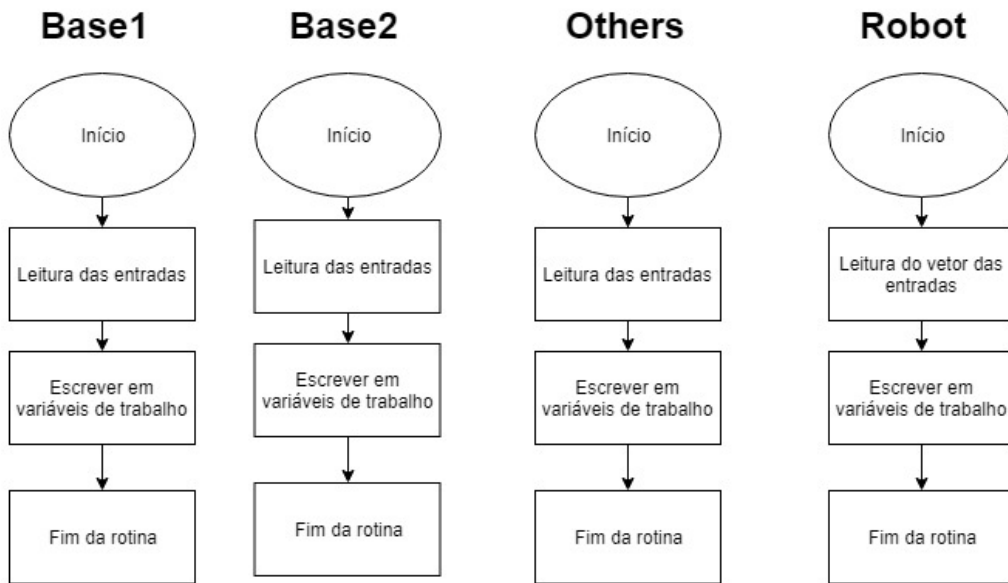 Base1
Início
Leitura das entradas
Escrever em
variáveis de trabalho
Fim da rotina
Base2
Início
Leitura das entradas
Escrever em
variáveis de trabalho
Fim da rotina
Others
Início
Leitura das entradas
Escrever em
variáveis de trabalho
Fim da rotina
Robot
Início
Leitura do vetor das
entradas
Escrever em
variáveis de trabalho
Fim da rotina